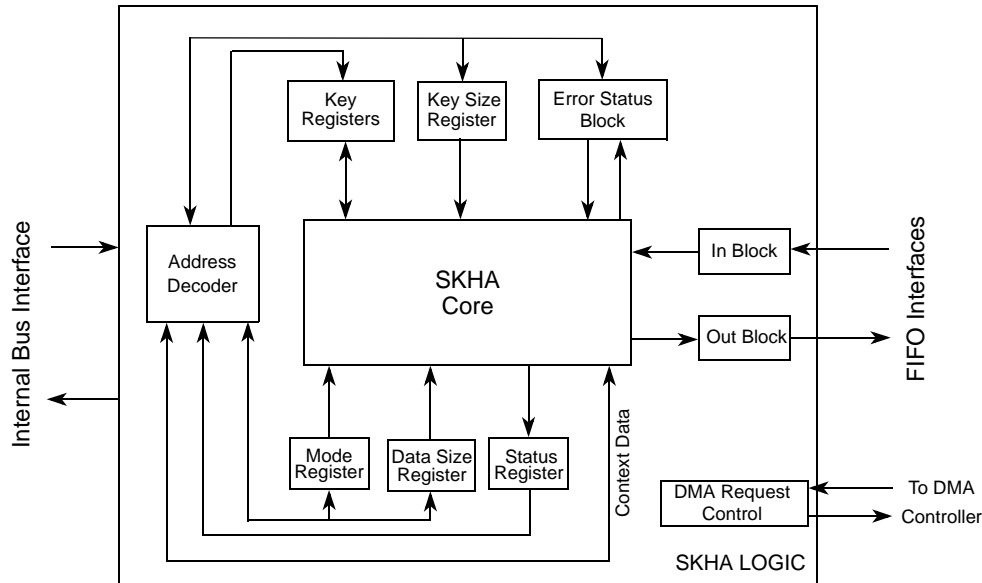 Key
Registers
Key Size
Register
Error Status
Block
Internal Bus Interface
Address
Decoder
SKHA
Core
In Block
Out Block
FIFO Interfaces
Mode
Register
Data Size
Register
Status
Register
Context Data
DMA Request
Control
To DMA
Controller
SKHA LOGIC